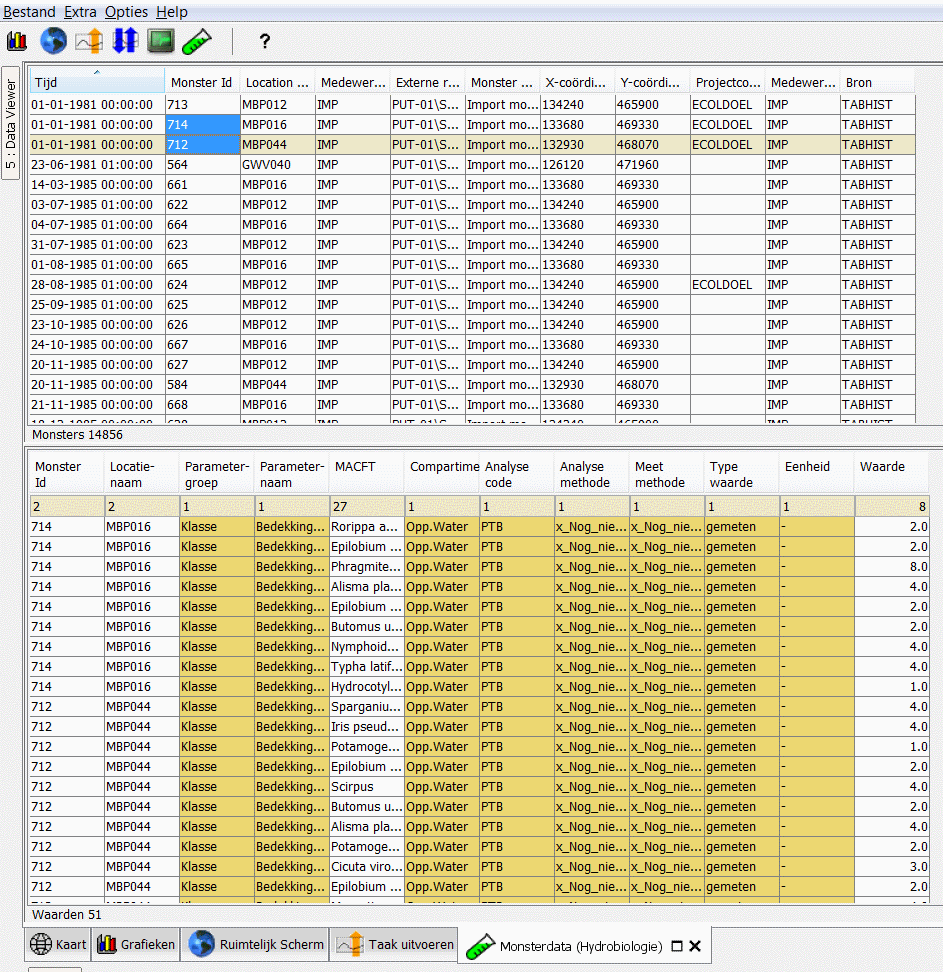 Bestand Extra Opties Help
?
5 : Data Viewer
Tijd Monster Id Location ... Medewer... Externe r... Monster ... X-coördi... Y-coördi... Projectco... Medewer... Bron
01-01-1981 00:00:00 713 MBP012 IMP PUT-01\S... Import mo... 134240 465900 ECOLDOEL IMP TABHIST
01-01-1981 00:00:00 714 MBP016 IMP PUT-01\S... Import mo... 133680 469330 ECOLDOEL IMP TABHIST
01-01-1981 00:00:00 712 MBP044 IMP PUT-01\S... Import mo... 132930 468070 ECOLDOEL IMP TABHIST
23-06-1981 01:00:00 564 GWV040 IMP PUT-01\S... Import mo... 126120 471960 IMP TABHIST
14-03-1985 00:00:00 661 MBP016 IMP PUT-01\S... Import mo... 133680 469330 IMP TABHIST
03-07-1985 01:00:00 622 MBP012 IMP PUT-01\S... Import mo... 134240 465900 IMP TABHIST
04-07-1985 01:00:00 664 MBP016 IMP PUT-01\S... Import mo... 133680 469330 IMP TABHIST
31-07-1985 01:00:00 623 MBP012 IMP PUT-01\S... Import mo... 134240 465900 IMP TABHIST
01-08-1985 01:00:00 665 MBP016 IMP PUT-01\S... Import mo... 133680 469330 IMP TABHIST
28-08-1985 01:00:00 624 MBP012 IMP PUT-01\S... Import mo... 134240 465900 ECOLDOEL IMP TABHIST
25-09-1985 01:00:00 625 MBP012 IMP PUT-01\S... Import mo... 134240 465900 IMP TABHIST
23-10-1985 00:00:00 626 MBP012 IMP PUT-01\S... Import mo... 134240 465900 IMP TABHIST
24-10-1985 00:00:00 667 MBP016 IMP PUT-01\S... Import mo... 133680 469330 IMP TABHIST
20-11-1985 00:00:00 627 MBP012 IMP PUT-01\S... Import mo... 134240 465900 IMP TABHIST
20-11-1985 00:00:00 584 MBP044 IMP PUT-01\S... Import mo... 132930 468070 IMP TABHIST
21-11-1985 00:00:00 668 MBP016 IMP PUT-01\S... Import mo... 133680 469330 IMP TABHIST
Monsters 14856
Monster Locatie- Parameter- Parameter- MACFT Compartime Analyse Analyse Meet Type Eenheid Waarde
Id naam groep naam code methode methode waarde
2 2 1 1 27 1 1 1 1 1 1 8
714 MBP016 Klasse Bedekking... Rorippa a... Opp.Water PTB x_Nog_nie... x_Nog_nie... gemeten - 2.0
714 MBP016 Klasse Bedekking... Epilobium ... Opp.Water PTB x_Nog_nie... x_Nog_nie... gemeten - 2.0
714 MBP016 Klasse Bedekking... Phragmite... Opp.Water PTB x_Nog_nie... x_Nog_nie... gemeten - 8.0
714 MBP016 Klasse Bedekking... Alisma pla... Opp.Water PTB x_Nog_nie... x_Nog_nie... gemeten - 4.0
714 MBP016 Klasse Bedekking... Epilobium ... Opp.Water PTB x_Nog_nie... x_Nog_nie... gemeten - 2.0
714 MBP016 Klasse Bedekking... Butomus u... Opp.Water PTB x_Nog_nie... x_Nog_nie... gemeten - 2.0
714 MBP016 Klasse Bedekking... Nymphoid... Opp.Water PTB x_Nog_nie... x_Nog_nie... gemeten - 4.0
714 MBP016 Klasse Bedekking... Typha latif... Opp.Water PTB x_Nog_nie... x_Nog_nie... gemeten - 4.0
714 MBP016 Klasse Bedekking... Hydrocotyl... Opp.Water PTB x_Nog_nie... x_Nog_nie... gemeten - 1.0
712 MBP044 Klasse Bedekking... Sparganiu... Opp.Water PTB x_Nog_nie... x_Nog_nie... gemeten - 4.0
712 MBP044 Klasse Bedekking... Iris pseud... Opp.Water PTB x_Nog_nie... x_Nog_nie... gemeten - 4.0
712 MBP044 Klasse Bedekking... Potamoge... Opp.Water PTB x_Nog_nie... x_Nog_nie... gemeten - 1.0
712 MBP044 Klasse Bedekking... Epilobium ... Opp.Water PTB x_Nog_nie... x_Nog_nie... gemeten - 2.0
712 MBP044 Klasse Bedekking... Scirpus Opp.Water PTB x_Nog_nie... x_Nog_nie... gemeten - 4.0
712 MBP044 Klasse Bedekking... Butomus u... Opp.Water PTB x_Nog_nie... x_Nog_nie... gemeten - 2.0
712 MBP044 Klasse Bedekking... Alisma pla... Opp.Water PTB x_Nog_nie... x_Nog_nie... gemeten - 4.0
712 MBP044 Klasse Bedekking... Potamoge... Opp.Water PTB x_Nog_nie... x_Nog_nie... gemeten - 2.0
712 MBP044 Klasse Bedekking... Cicuta viro... Opp.Water PTB x_Nog_nie... x_Nog_nie... gemeten - 3.0
712 MBP044 Klasse Bedekking... Epilobium ... Opp.Water PTB x_Nog_nie... x_Nog_nie... gemeten - 2.0
Waarden 51
Kaart Grafieken Ruimtelijk Scherm Taak uitvoeren Monsterdata (Hydrobiologie)